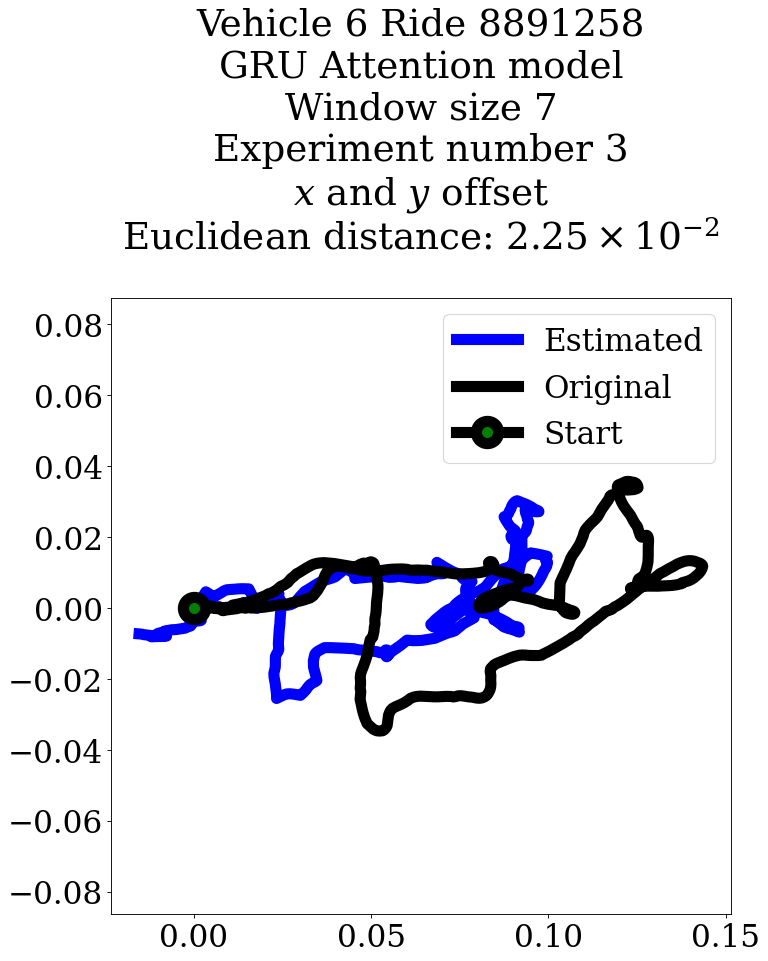 Vehicle 6 Ride 8891258
GRU Attention model
Window size 7
Experiment number 3
x and y offset
Euclidean distance: 2.25 × 10⁻²
Estimated
Original
Start
0.08
0.06
0.04
0.02
0.00
−0.02
−0.04
−0.06
−0.08
0.00 0.05 0.10 0.15